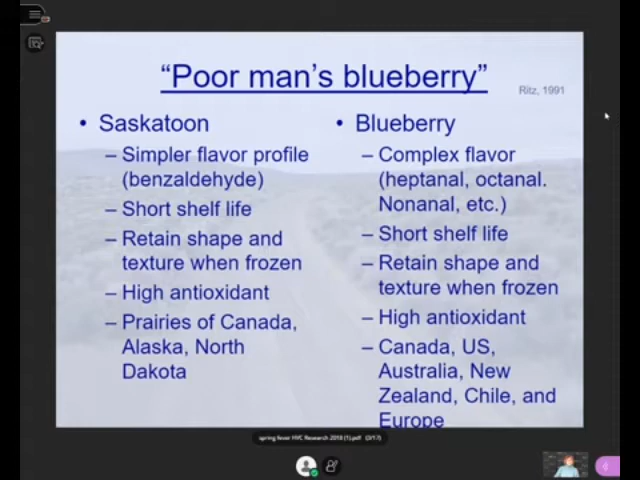 "Poor man's blueberry"
Ritz, 1991
• Saskatoon
– Simpler flavor profile
(benzaldehyde)
– Short shelf life
– Retain shape and
texture when frozen
– High antioxidant
– Prairies of Canada,
Alaska, North
Dakota
• Blueberry
– Complex flavor
(heptanal, octanal.
Nonanal, etc.)
– Short shelf life
– Retain shape and
texture when frozen
– High antioxidant
– Canada, US,
Australia, New
Zealand, Chile, and
Europe
spring fever HVC Research 2018 (1).pdf (3/17)